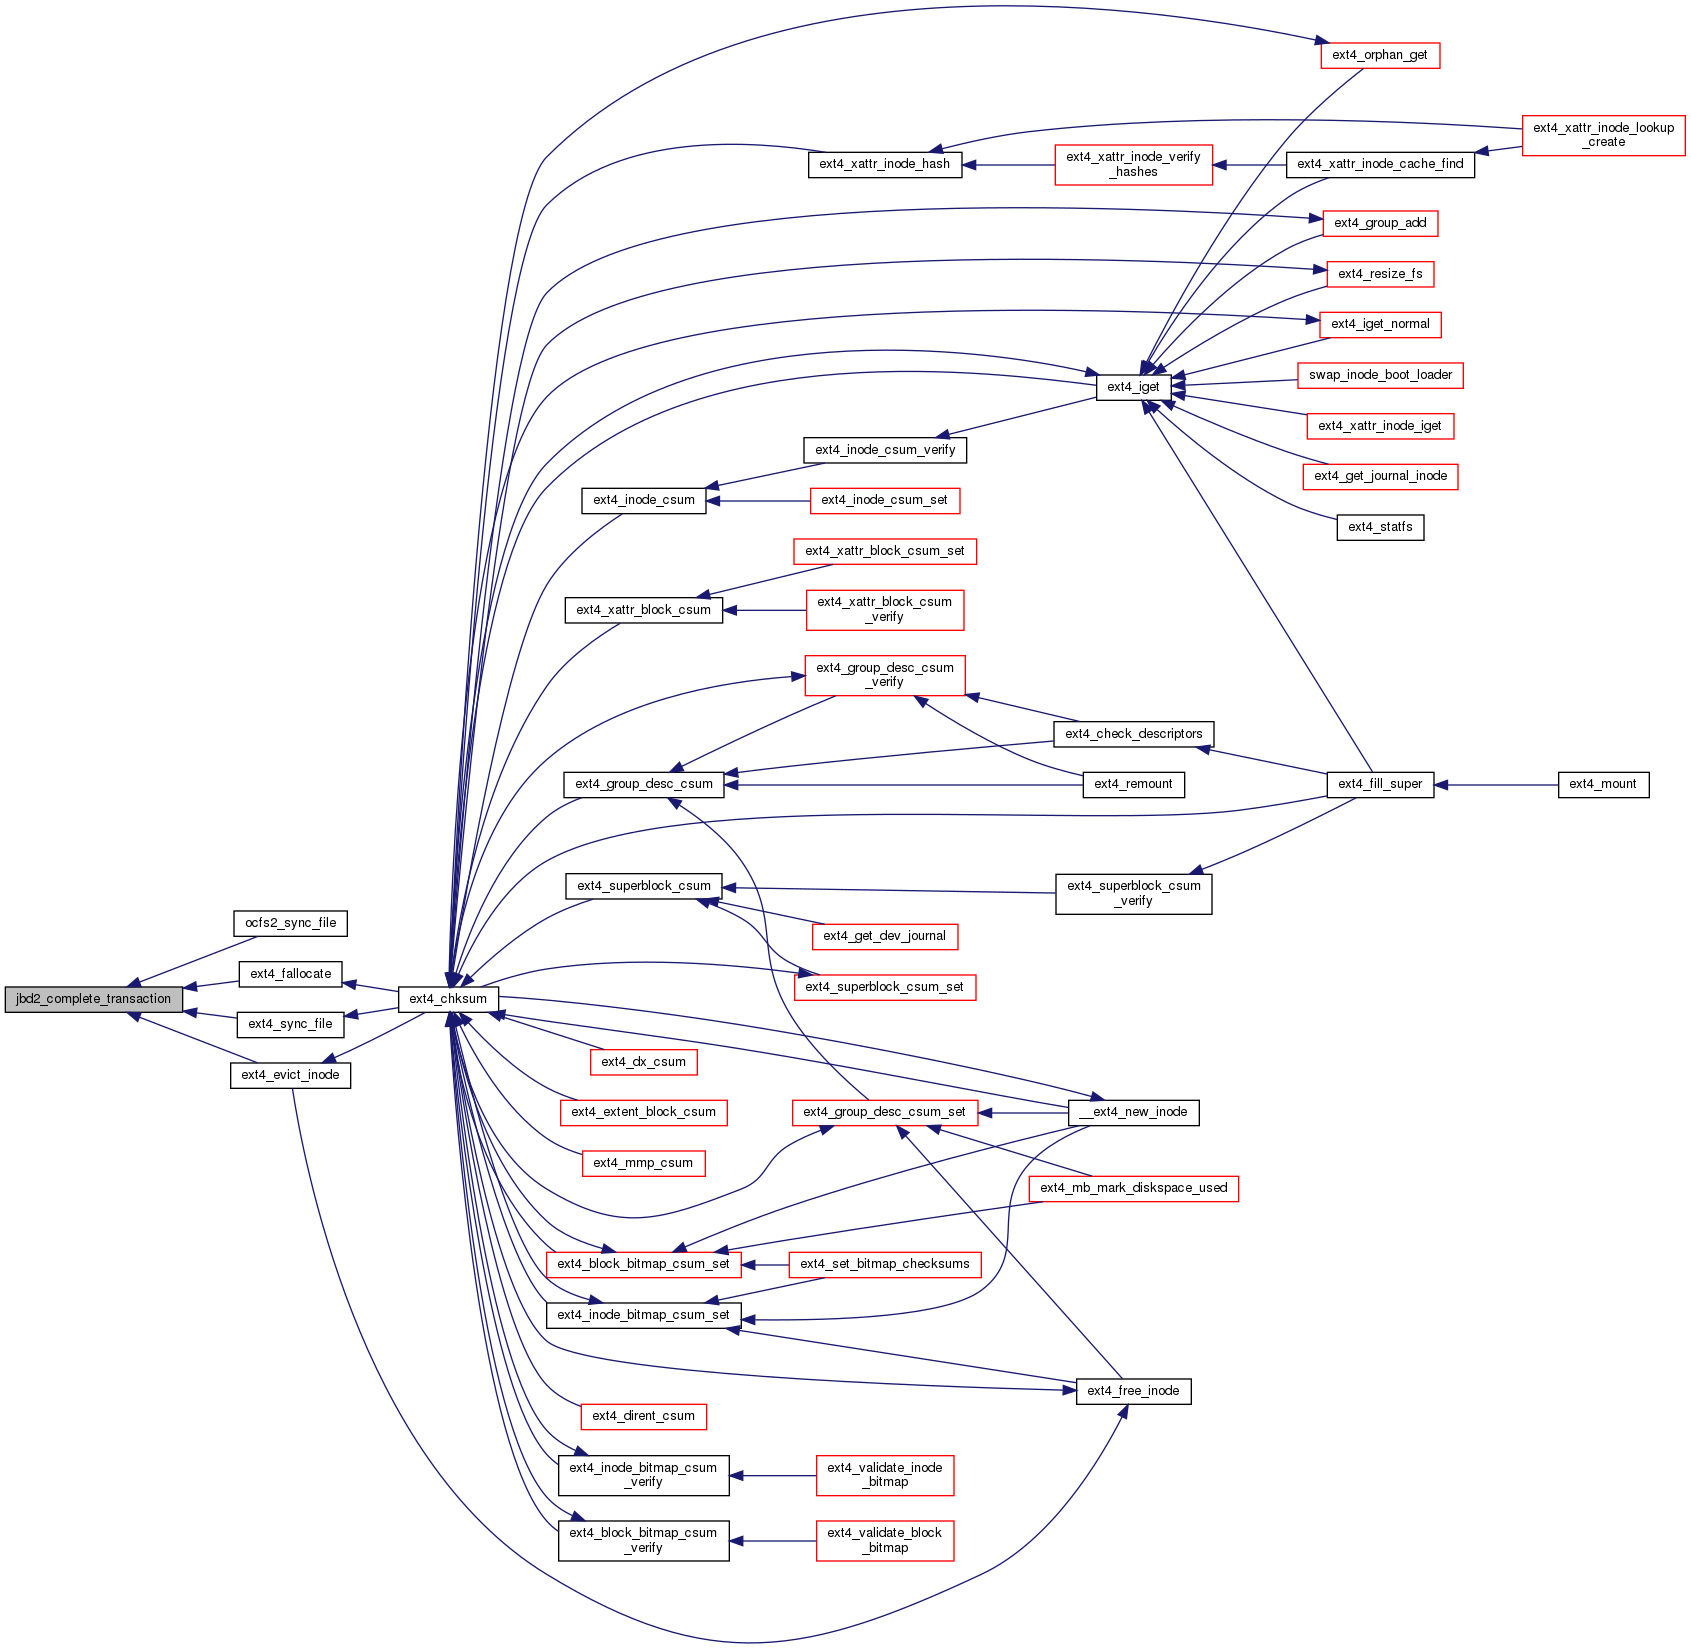 ext4_orphan_get
ext4_xattr_inode_lookup
_create
ext4_xattr_inode_hash
ext4_xattr_inode_verify
_hashes
ext4_xattr_inode_cache_find
ext4_group_add
ext4_resize_fs
ext4_iget_normal
swap_inode_boot_loader
ext4_iget
ext4_xattr_inode_iget
ext4_inode_csum_verify
ext4_get_journal_inode
ext4_inode_csum
ext4_inode_csum_set
ext4_statfs
ext4_xattr_block_csum_set
ext4_xattr_block_csum
ext4_xattr_block_csum
_verify
ext4_group_desc_csum
_verify
ext4_check_descriptors
ext4_group_desc_csum
ext4_remount
ext4_fill_super
ext4_mount
ext4_superblock_csum
ext4_superblock_csum
_verify
ocfs2_sync_file
ext4_get_dev_journal
ext4_fallocate
ext4_superblock_csum_set
jbd2_complete_transaction
ext4_chksum
ext4_sync_file
ext4_dx_csum
ext4_evict_inode
ext4_extent_block_csum
ext4_group_desc_csum_set
__ext4_new_inode
ext4_mmp_csum
ext4_mb_mark_diskspace_used
ext4_block_bitmap_csum_set
ext4_set_bitmap_checksums
ext4_inode_bitmap_csum_set
ext4_free_inode
ext4_dirent_csum
ext4_inode_bitmap_csum
_verify
ext4_validate_inode
_bitmap
ext4_block_bitmap_csum
_verify
ext4_validate_block
_bitmap